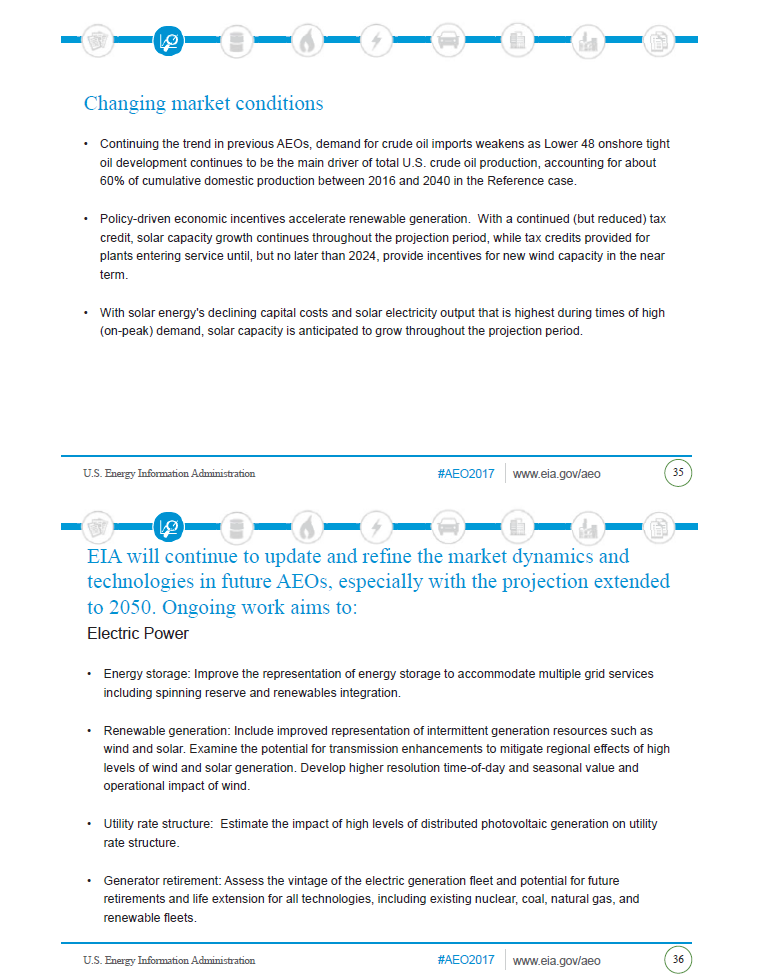 Changing market conditions
• Continuing the trend in previous AEOs, demand for crude oil imports weakens as Lower 48 onshore tight
oil development continues to be the main driver of total U.S. crude oil production, accounting for about
60% of cumulative domestic production between 2016 and 2040 in the Reference case.
• Policy-driven economic incentives accelerate renewable generation.  With a continued (but reduced) tax
credit, solar capacity growth continues throughout the projection period, while tax credits provided for
plants entering service until, but no later than 2024, provide incentives for new wind capacity in the near
term.
• With solar energy's declining capital costs and solar electricity output that is highest during times of high
(on-peak) demand, solar capacity is anticipated to grow throughout the projection period.
U.S. Energy Information Administration #AEO2017 www.eia.gov/aeo 35
EIA will continue to update and refine the market dynamics and
technologies in future AEOs, especially with the projection extended
to 2050. Ongoing work aims to:
Electric Power
• Energy storage: Improve the representation of energy storage to accommodate multiple grid services
including spinning reserve and renewables integration.
• Renewable generation: Include improved representation of intermittent generation resources such as
wind and solar. Examine the potential for transmission enhancements to mitigate regional effects of high
levels of wind and solar generation. Develop higher resolution time-of-day and seasonal value and
operational impact of wind.
• Utility rate structure:  Estimate the impact of high levels of distributed photovoltaic generation on utility
rate structure.
• Generator retirement: Assess the vintage of the electric generation fleet and potential for future
retirements and life extension for all technologies, including existing nuclear, coal, natural gas, and
renewable fleets.
U.S. Energy Information Administration #AEO2017 www.eia.gov/aeo 36